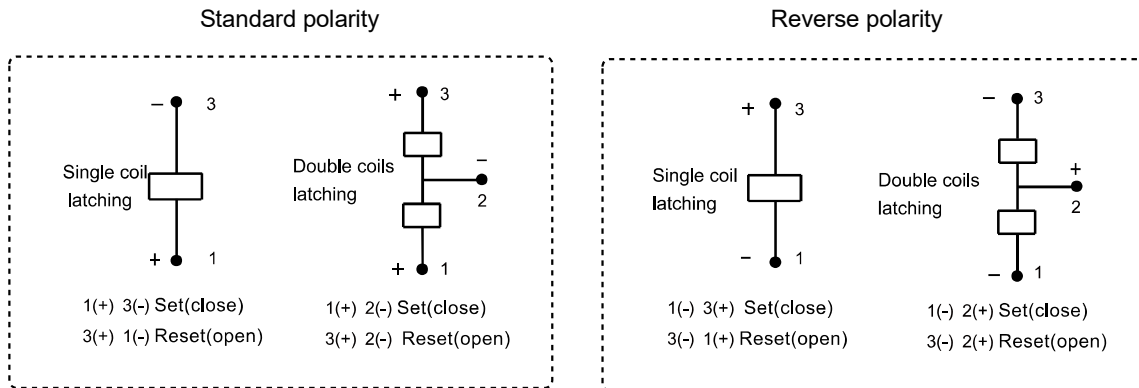 Standard polarity
− 3
Single coil
latching
+ 1
1(+) 3(-) Set(close)
3(+) 1(-) Reset(open)
+ 3
Double coils
latching
−
2
+ 1
1(+) 2(-) Set(close)
3(+) 2(-) Reset(open)
Reverse polarity
+ 3
Single coil
latching
− 1
1(-) 3(+) Set(close)
3(-) 1(+) Reset(open)
− 3
Double coils
latching
+
2
− 1
1(-) 2(+) Set(close)
3(-) 2(+) Reset(open)